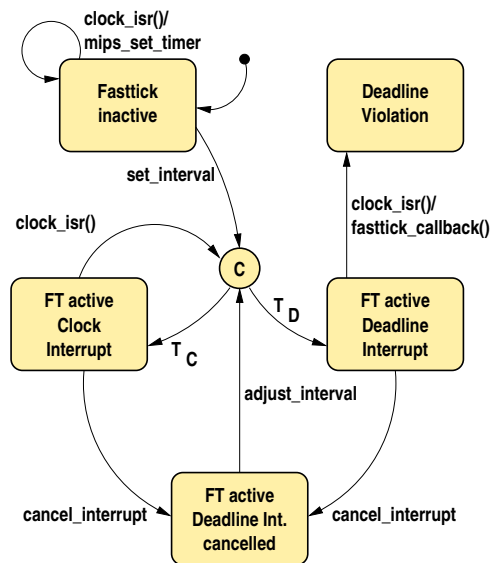 clock_isr()/
mips_set_timer
Fasttick
inactive
Deadline
Violation
set_interval
clock_isr()/
fasttick_callback()
clock_isr()
C
FT active
Clock
Interrupt
T C
T D
FT active
Deadline
Interrupt
adjust_interval
cancel_interrupt
FT active
Deadline Int.
cancelled
cancel_interrupt